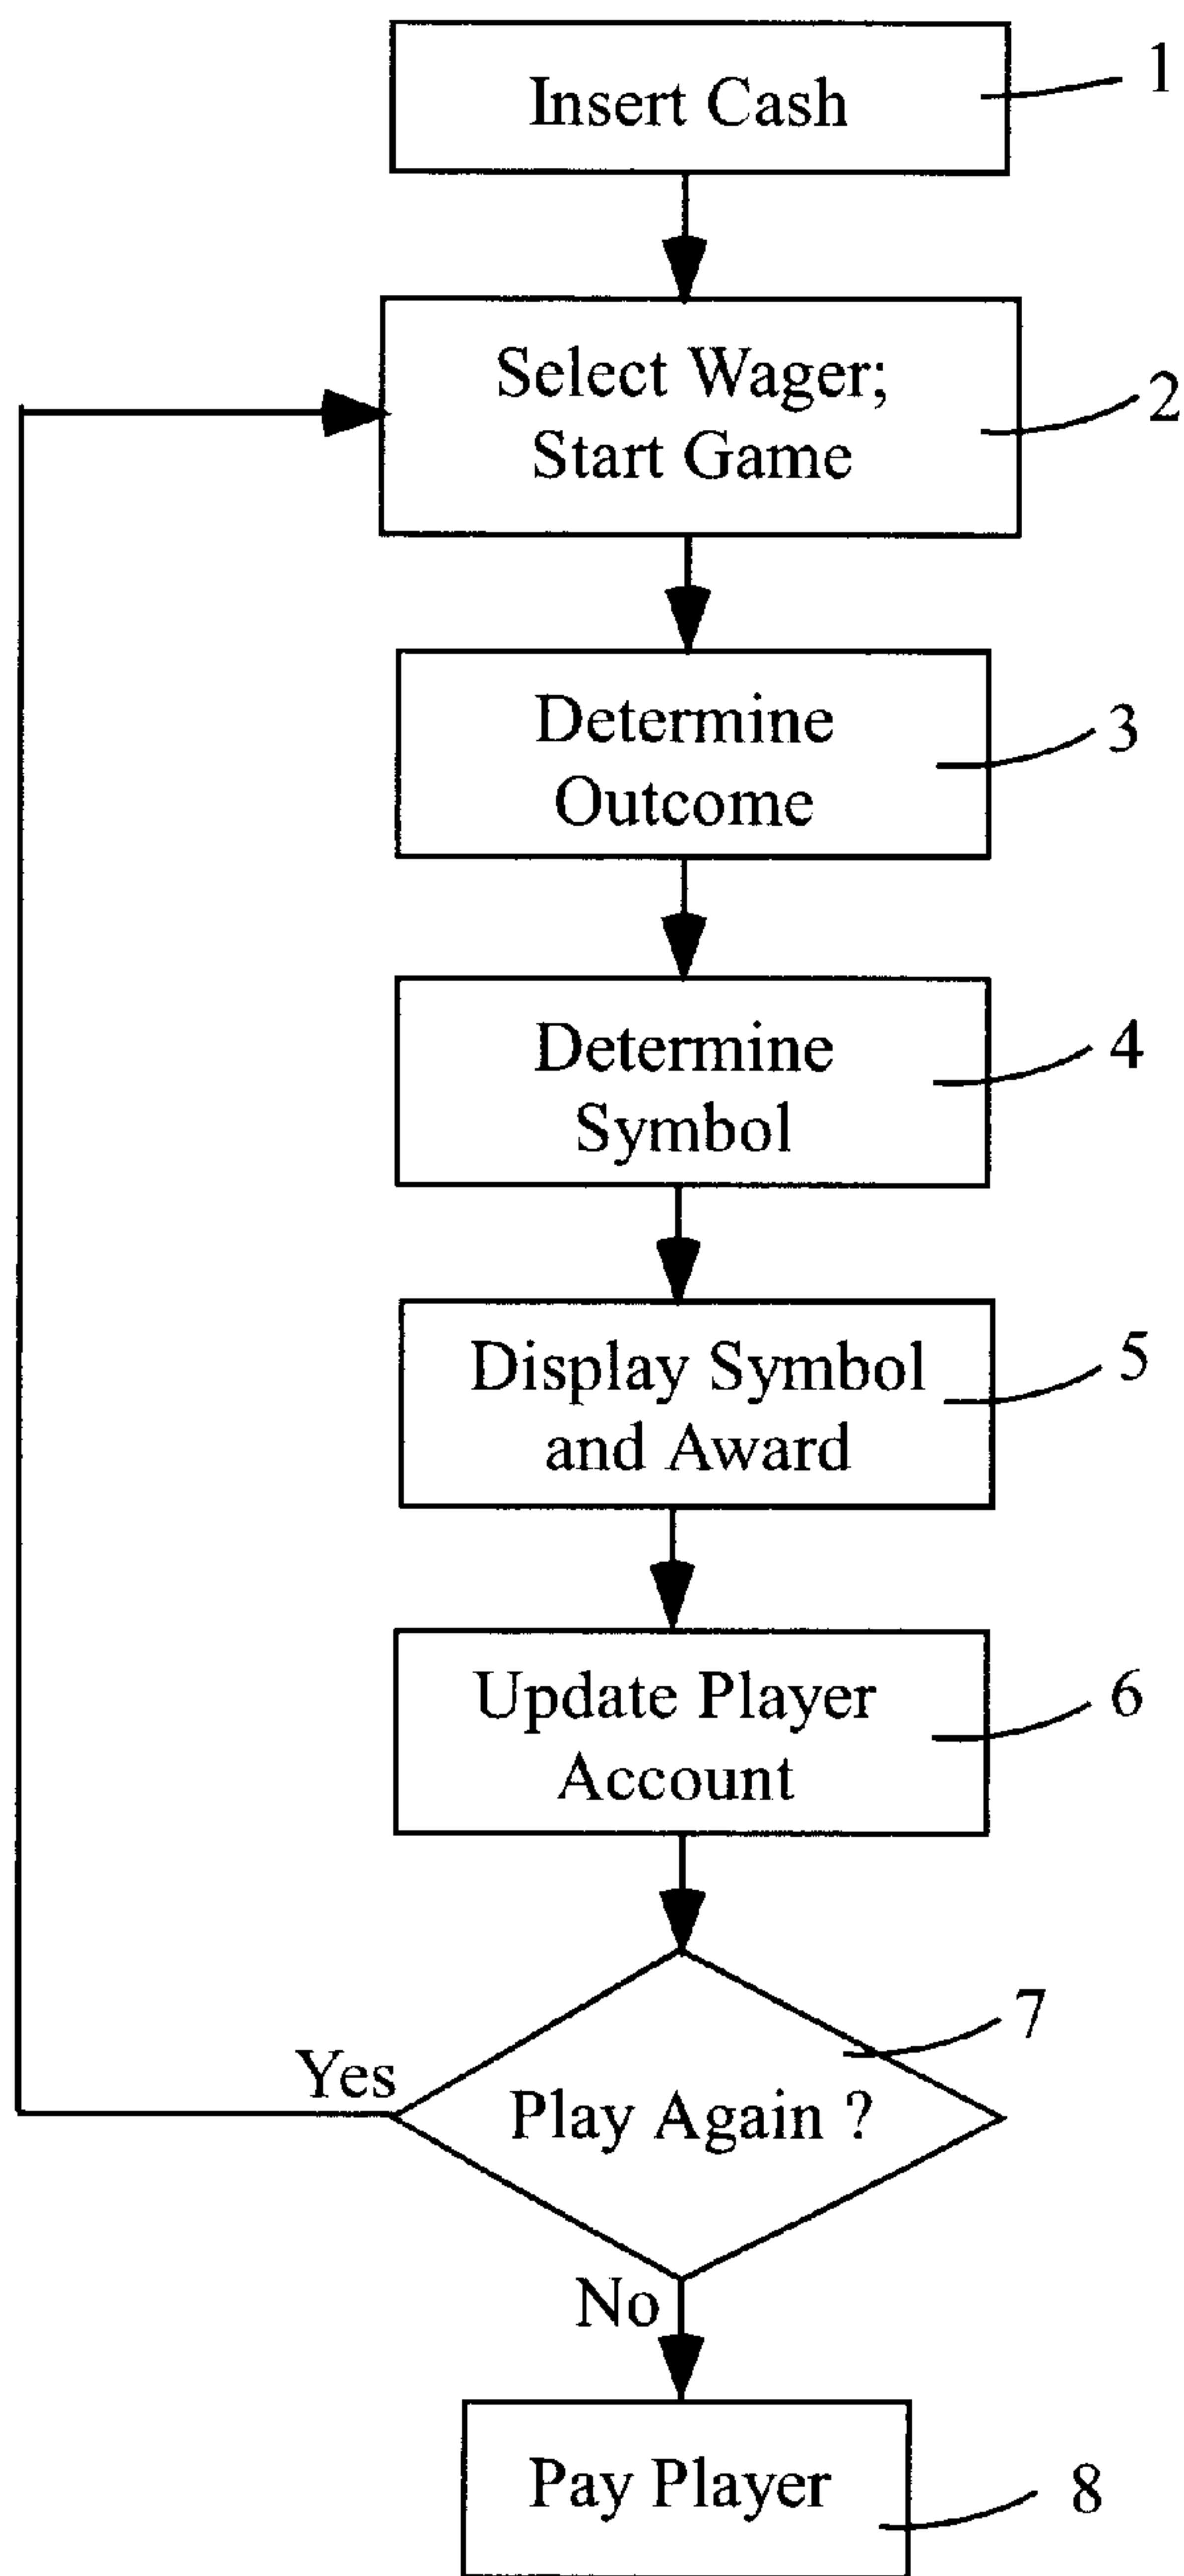 Insert Cash
1
Select Wager;
Start Game
2
Determine
Outcome
3
Determine
Symbol
4
Display Symbol
and Award
5
Update Player
Account
6
7
Yes
Play Again ?
No
Pay Player
8